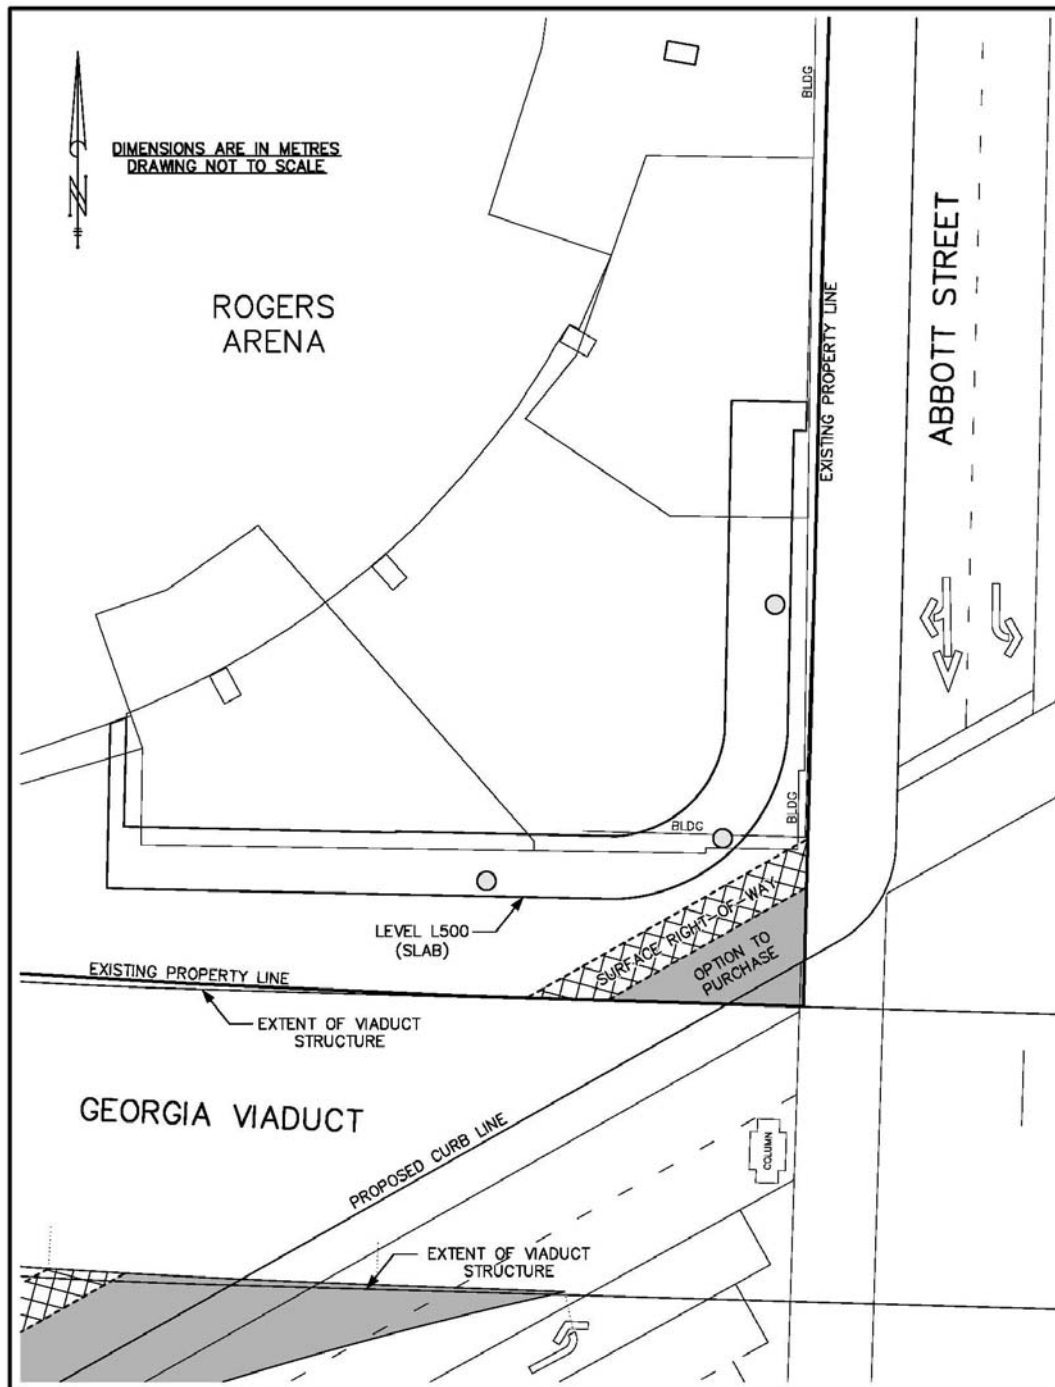 BLDG
DIMENSIONS ARE IN METRES
DRAWING NOT TO SCALE
N
ROGERS
ARENA
EXISTING PROPERTY LINE
ABBOTT STREET
BLDG
BLDG
LEVEL L500
(SLAB)
SURFACE RIGHT-OF-WAY
OPTION TO
PURCHASE
EXISTING PROPERTY LINE
EXTENT OF VIADUCT
STRUCTURE
GEORGIA VIADUCT
PROPOSED CURB LINE
COLUMN
EXTENT OF VIADUCT
STRUCTURE